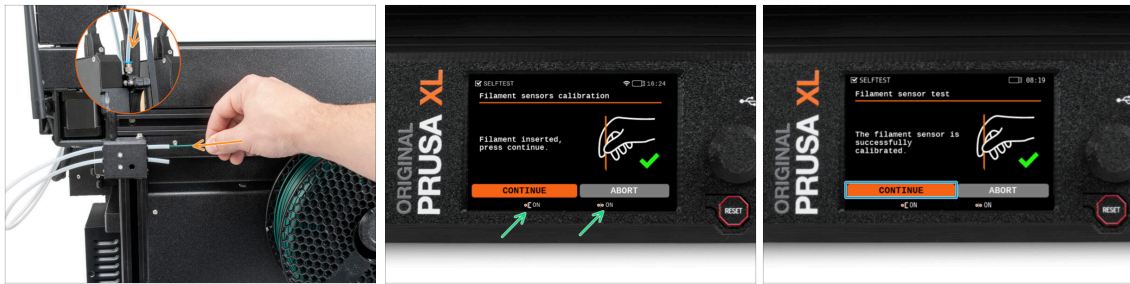 ORIGINAL
PRUSA XL
SELFTEST
16:24
Filament sensors calibration
Filament inserted,
press continue.
CONTINUE
ABORT
ON
ON
RESET
ORIGINAL
PRUSA XL
SELFTEST
08:19
Filament sensor test
The filament sensor is
successfully
calibrated.
CONTINUE
ABORT
ON
ON
RESET